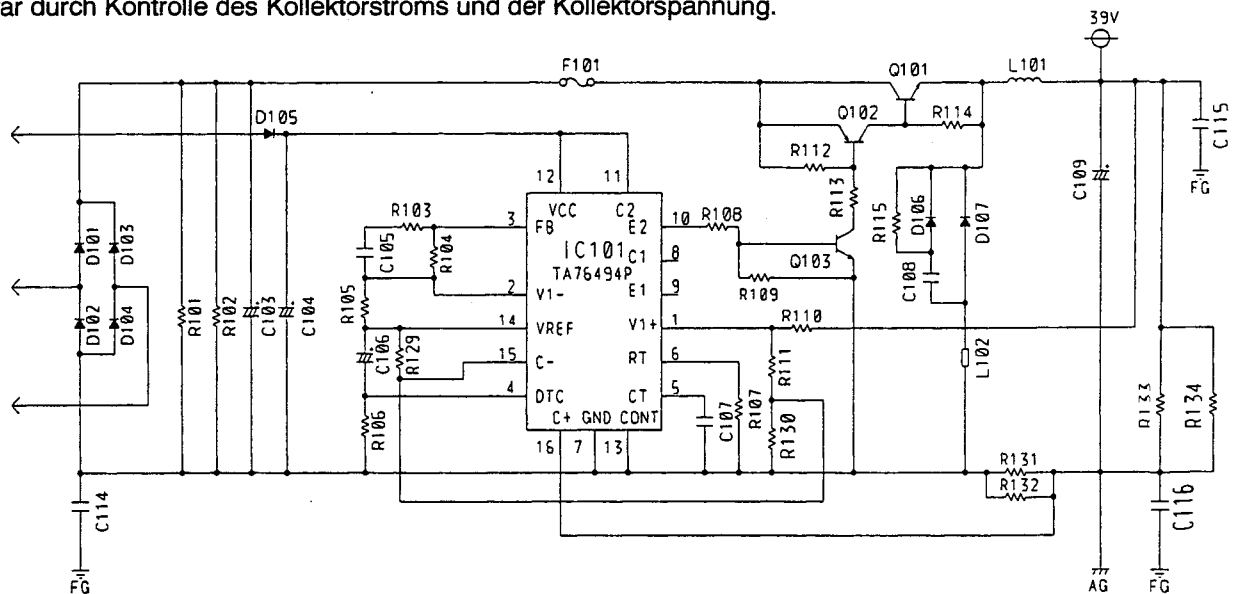 ar durch Kontrolle des Kollektorstroms und der Kollektorspannung.
39V
F101
Q101
L101
D105
Q102
R114
C115
R112
FG
12
11
R113
C109
VCC
C2
R103
3
FB
E2
10
R108
R115
D106
D107
D101
D103
C105
R104
IC101
TA76494P
C1
8
Q103
R109
C108
E1
9
2
V1-
R101
R102
C103
C104
R105
14
VREF
V1+
1
R110
D102
D104
C106
R129
15
C-
RT
6
R111
L102
4
DTC
CT
5
R133
R134
R106
C+
GND
CONT
C107
R107
R130
16
7
13
R131
R132
C114
C116
FG
AG
FG